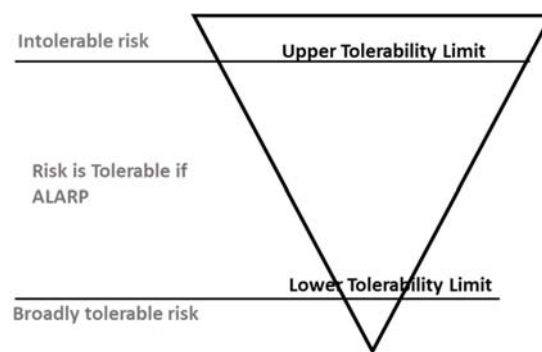 Intolerable risk
Upper Tolerability Limit
Risk is Tolerable if
ALARP
Lower Tolerability Limit
Broadly tolerable risk